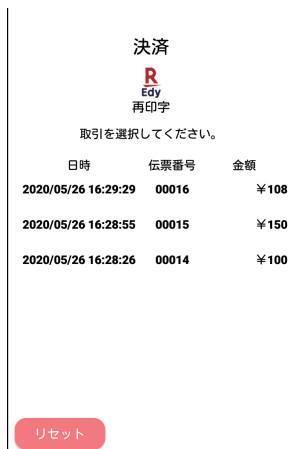 決済
R
Edy
再印字
取引を選択してください。
日時 伝票番号 金額
2020/05/26 16:29:29 00016 ￥108
2020/05/26 16:28:55 00015 ￥150
2020/05/26 16:28:26 00014 ￥100
リセット